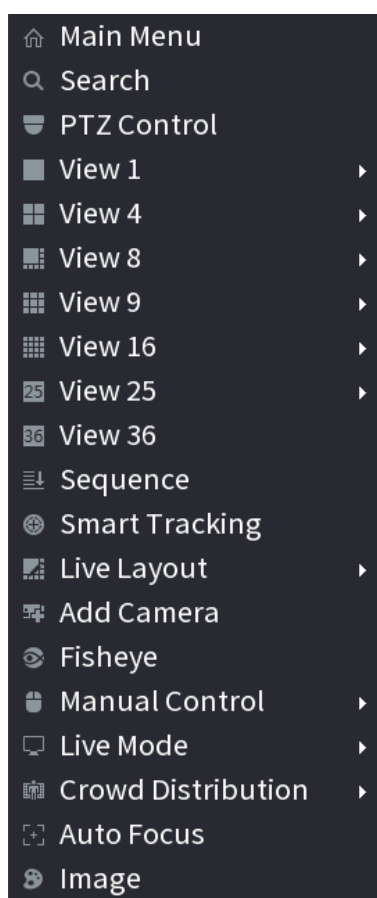 Main Menu
Search
PTZ Control
View 1
View 4
View 8
View 9
View 16
25 View 25
36 View 36
Sequence
Smart Tracking
Live Layout
Add Camera
Fisheye
Manual Control
Live Mode
Crowd Distribution
Auto Focus
Image